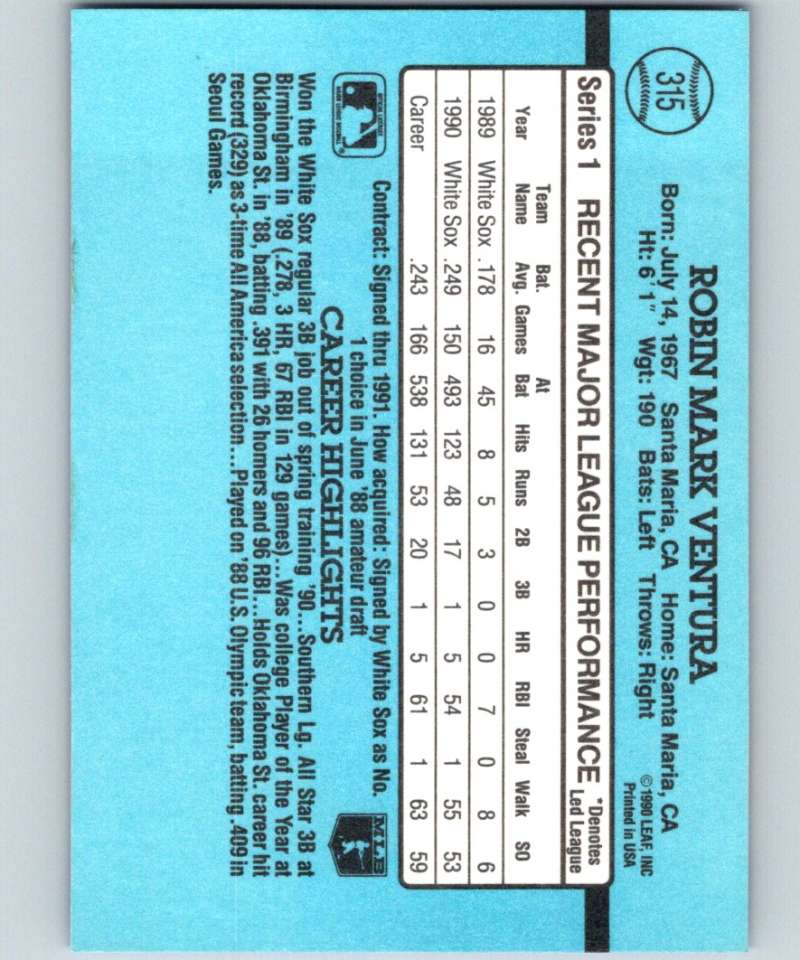 315
ROBIN MARK VENTURA
Born: July 14, 1967 Santa Maria, CA Home: Santa Maria, CA
Ht: 6'1" Wgt: 190 Bats: Left Throws: Right
©1990 LEAF, INC
Printed in USA
Series 1 RECENT MAJOR LEAGUE PERFORMANCE *Denotes Led League
Year Team Name Bat. Avg. Games At Bat Hits Runs 2B 3B HR RBI Steal Walk SO
1989 White Sox .178 16 45 8 5 3 0 0 7 0 8 6
1990 White Sox .249 150 493 123 48 17 1 5 54 1 55 53
Career .243 166 538 131 53 20 1 5 61 1 63 59
Contract: Signed thru 1991. How acquired: Signed by White Sox as No.
1 choice in June '88 amateur draft
MLB
CAREER HIGHLIGHTS
Won the White Sox regular 3B job out of spring training '90...Southern Lg. All Star 3B at
Birmingham in '89 (.278, 3 HR, 67 RBI in 129 games)...Was college Player of the Year at
Oklahoma St. in '88, batting .391 with 26 homers and 96 RBI...Holds Oklahoma St. career hit
record (329) as 3-time All America selection...Played on '88 U.S. Olympic team, batting .409 in
Seoul Games.